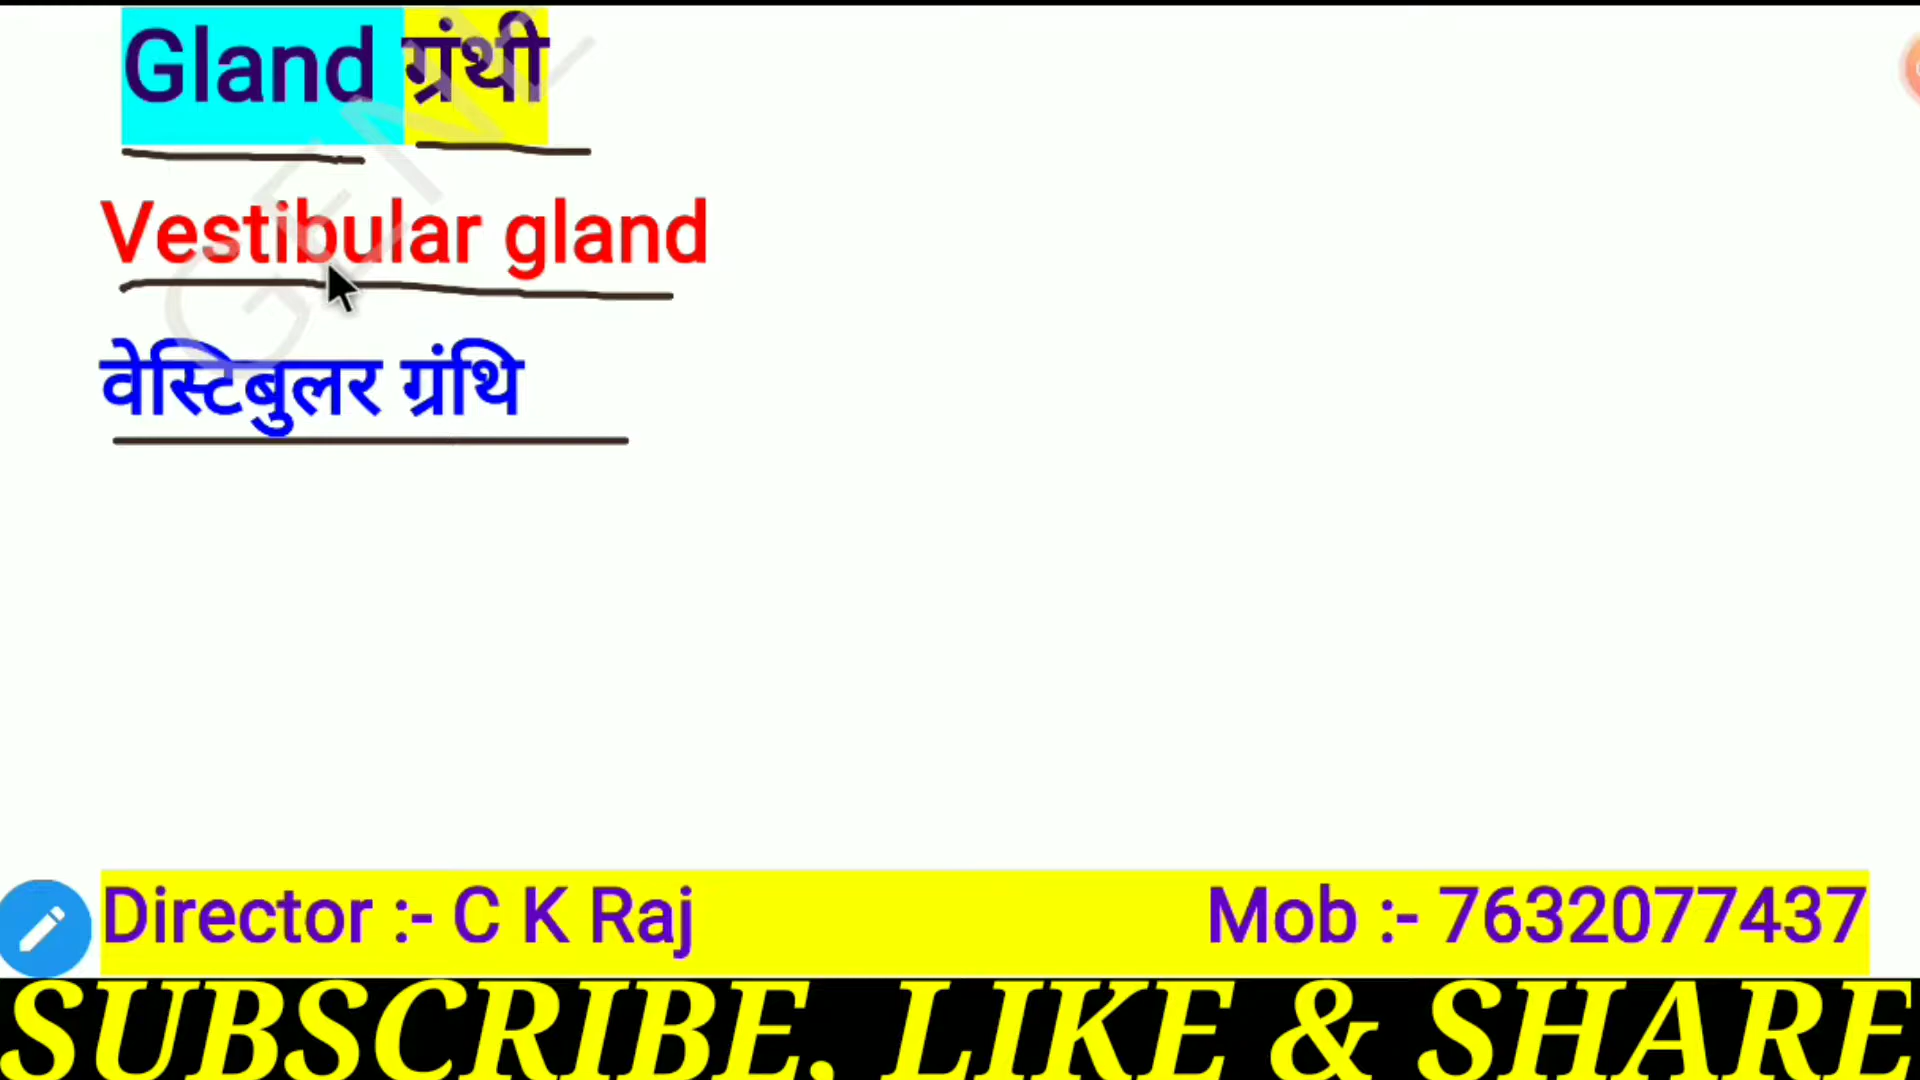 Gland ग्रंथी
Vestibular gland
वेस्टिबुलर ग्रंथि
Director :- C K Raj Mob :- 7632077437
SUBSCRIBE, LIKE & SHARE